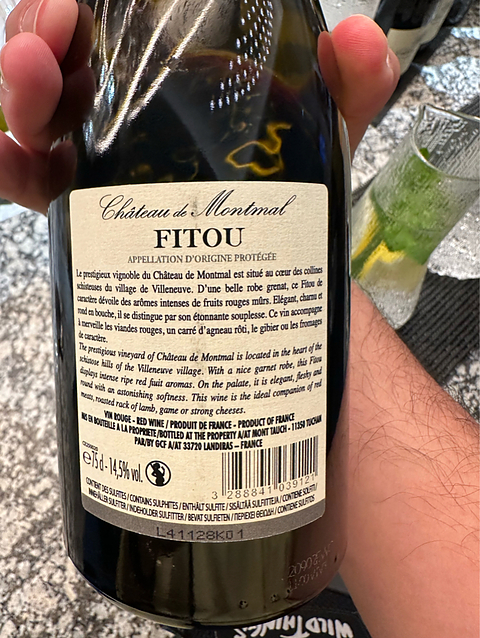 Château de Montmal
FITOU
APPELLATION D'ORIGINE PROTÉGÉE
Le prestigieux vignoble du Château de Montmal est situé au cœur des collines
schisteuses du village de Villeneuve. D'une belle robe grenat, ce Fitou de
caractère dévoile des arômes intenses de fruits rouges mûrs. Elégant, charnu et
rond en bouche, il se distingue par son étonnante souplesse. Ce vin accompagne
à merveille les viandes rouges, un carré d'agneau rôti, le gibier ou les fromages
de caractère.
The prestigious vineyard of Château de Montmal is located in the heart of the
schistose hills of the Villeneuve village. With a nice garnet robe, this Fitou
displays intense ripe red fuit aromas. On the palate, it is elegant, fleshy and
round with an astonishing softness. This wine is the ideal companion of red
meats, roasted rack of lamb, game or strong cheeses.
VIN ROUGE - RED WINE / PRODUIT DE FRANCE - PRODUCT OF FRANCE
MIS EN BOUTEILLE A LA PROPRIETE/BOTTLED AT THE PROPERTY A/AT MONT TAUCH - 11350 TUCHAN
PAR/BY GCF A/AT 33720 LANDIRAS – FRANCE
e 75 cl - 14,5% vol.
3 288841 039121
CONTIENT DES SULFITES / CONTAINS SULPHITES / ENTHÄLT SULFITE / SISÄLTÄÄ SULFIITTEJA / CONTIENE SOLFITI /
INNEHÅLLER SULFITER / INDEHOLDER SULFITTER / BEVAT SULFIETEN / ΠΕΡΙΕΧΕΙ ΘΕΙΩΔΗ / CONTIENE SULFITOS
L41128K01
WILD THING